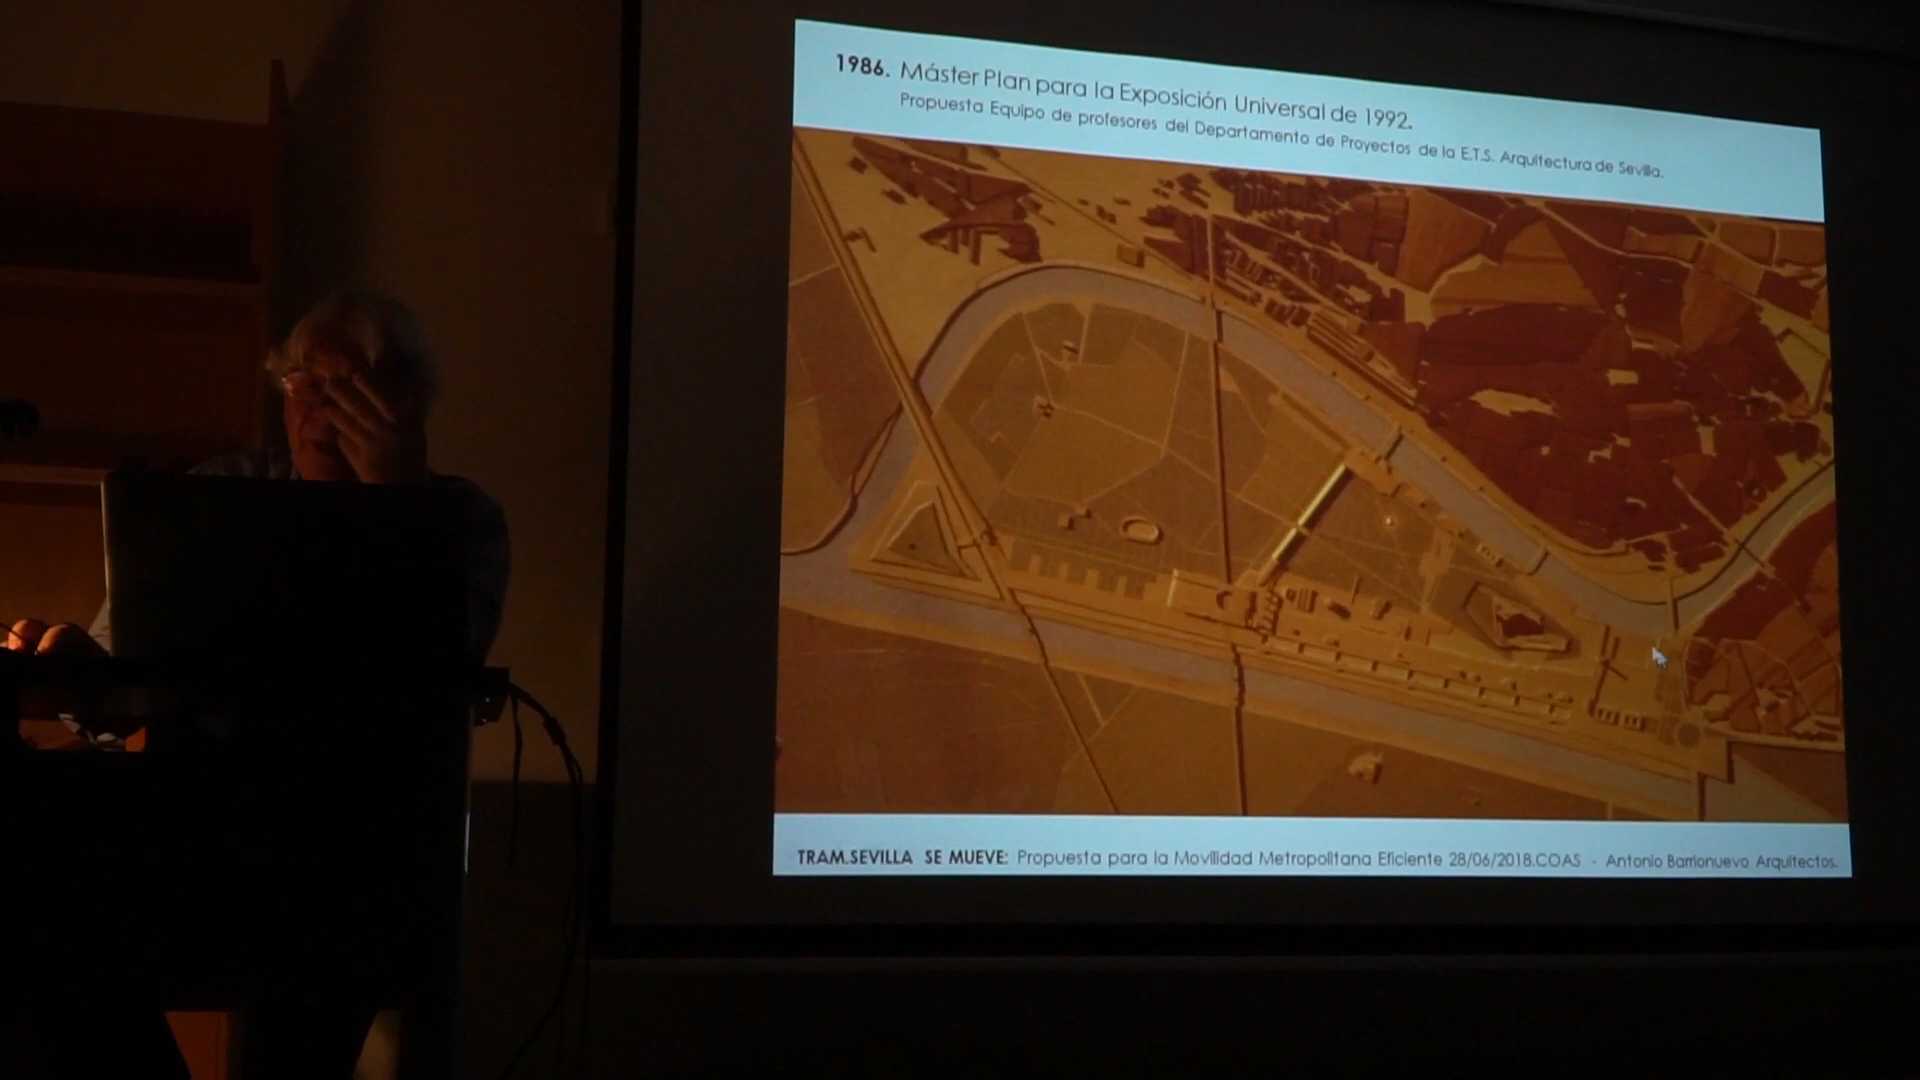 1986. Máster Plan para la Exposición Universal de 1992.
Propuesta Equipo de profesores del Departamento de Proyectos de la E.T.S. Arquitectura de Sevilla.
TRAM.SEVILLA SE MUEVE: Propuesta para la Movilidad Metropolitana Eficiente 28/06/2018.COAS - Antonio Barrionuevo Arquitectos.